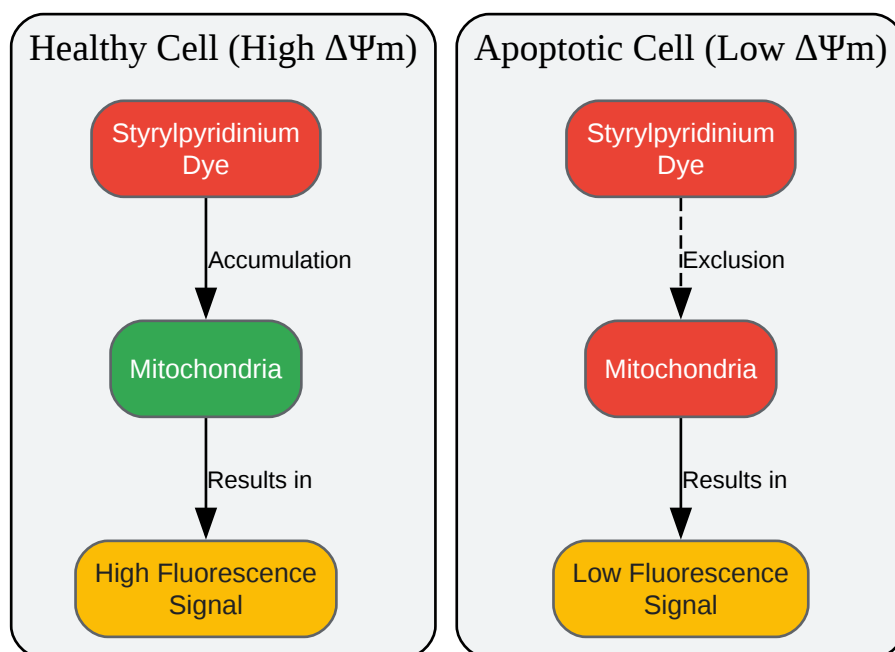 Healthy Cell (High ΔΨm)
Styrylpyridinium
Dye
Accumulation
Mitochondria
Results in
High Fluorescence
Signal
Apoptotic Cell (Low ΔΨm)
Styrylpyridinium
Dye
Exclusion
Mitochondria
Results in
Low Fluorescence
Signal